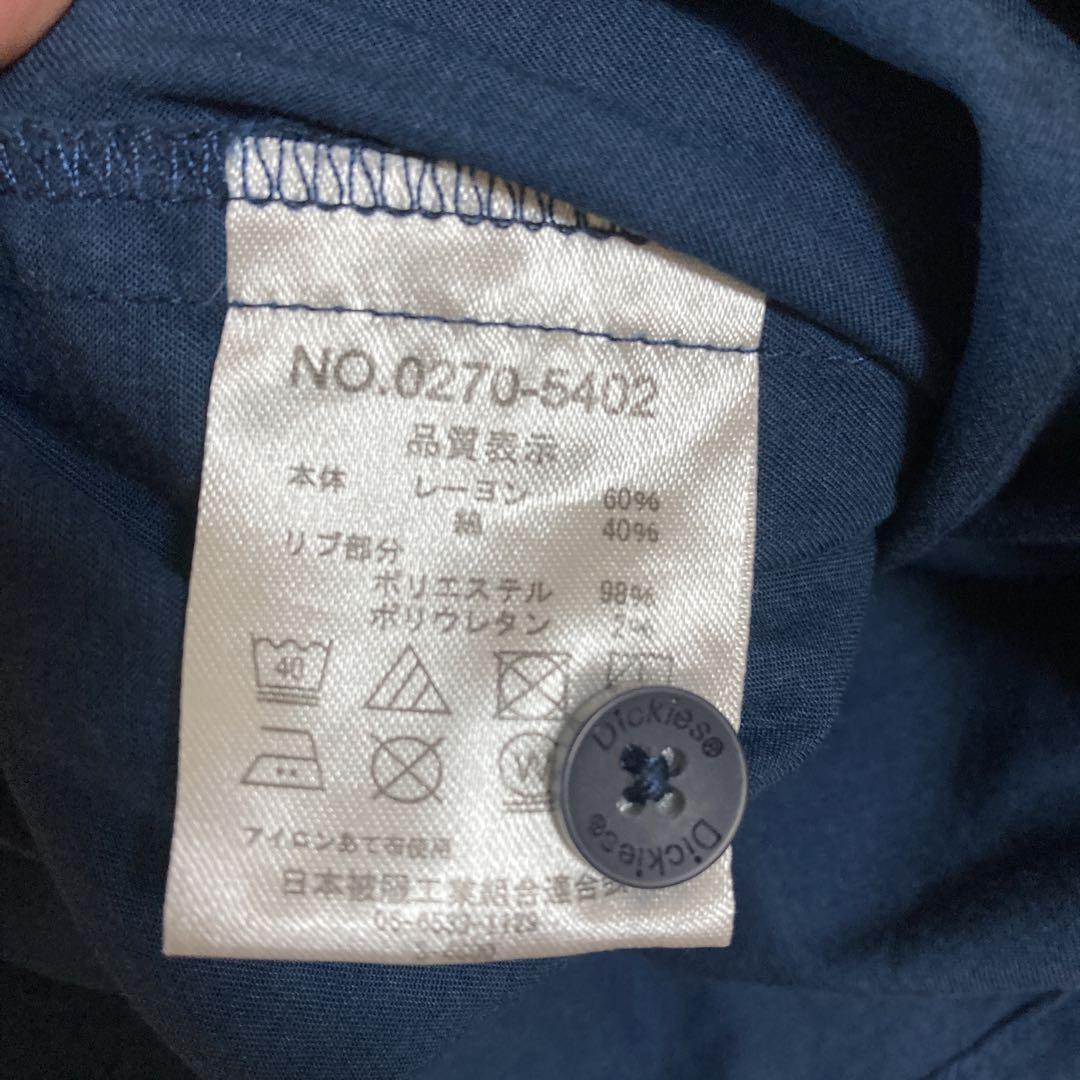 NO.0270-5402
品質表示
本体 レーヨン 60%
綿 40%
リブ部分
ポリエステル 98%
ポリウレタン 2%
40
W
Dickies®
Dickies®
アイロンあて布使用
日本被服工業組合連合